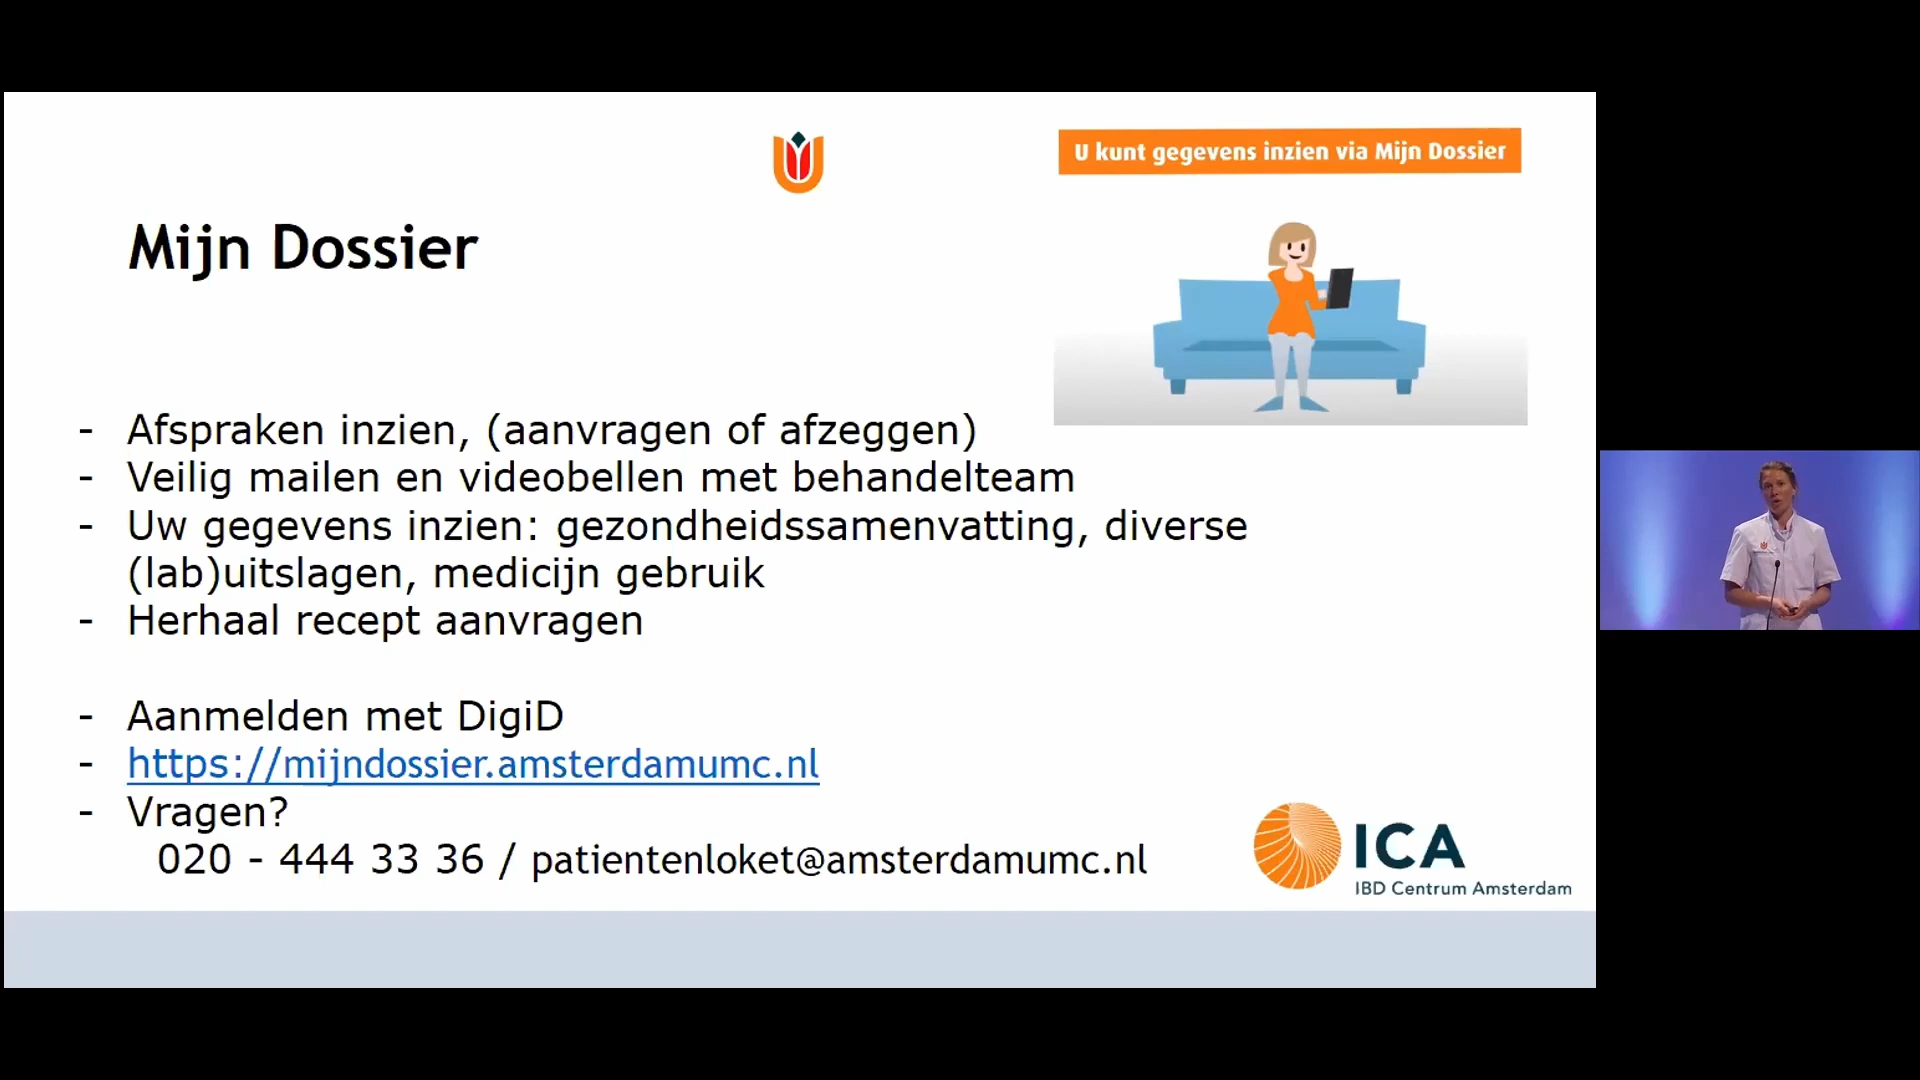 U kunt gegevens inzien via Mijn Dossier
Mijn Dossier
- Afspraken inzien, (aanvragen of afzeggen)
- Veilig mailen en videobellen met behandelteam
- Uw gegevens inzien: gezondheidssamenvatting, diverse
(lab)uitslagen, medicijn gebruik
- Herhaal recept aanvragen
- Aanmelden met DigiD
- https://mijndossier.amsterdamumc.nl
- Vragen?
020 - 444 33 36 / patientenloket@amsterdamumc.nl
ICA
IBD Centrum Amsterdam